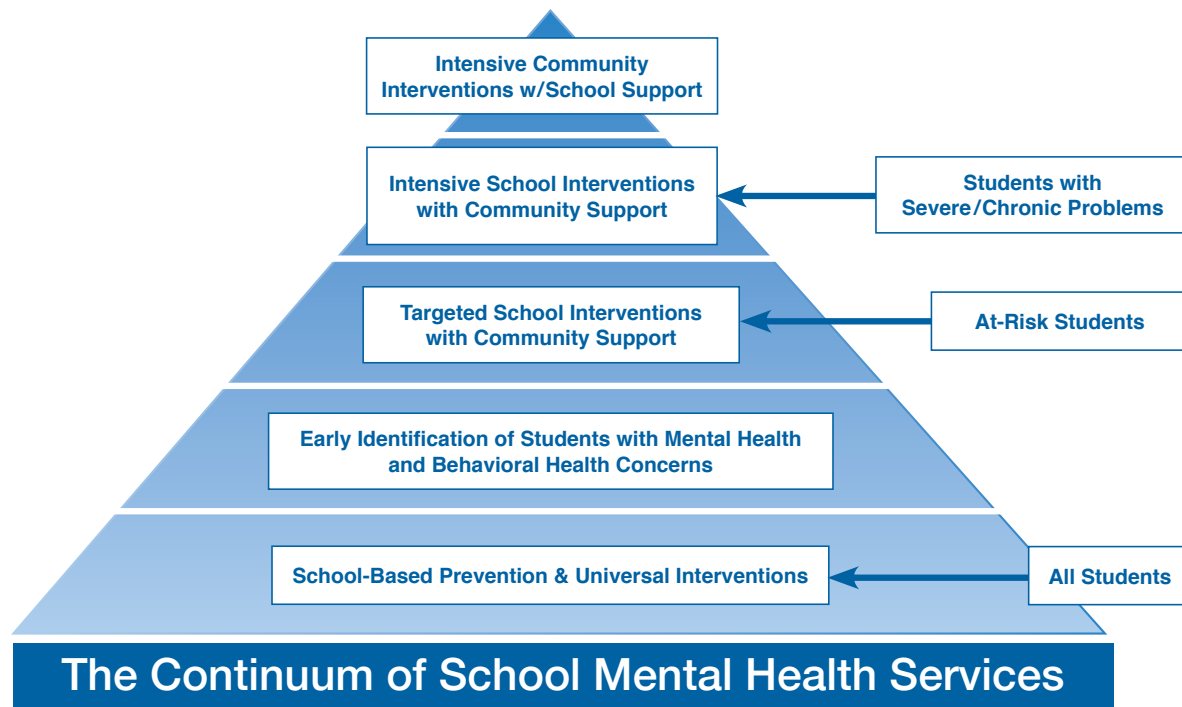 Intensive Community
Interventions w/School Support
Intensive School Interventions
with Community Support
Students with
Severe/Chronic Problems
Targeted School Interventions
with Community Support
At-Risk Students
Early Identification of Students with Mental Health
and Behavioral Health Concerns
School-Based Prevention & Universal Interventions
All Students
The Continuum of School Mental Health Services